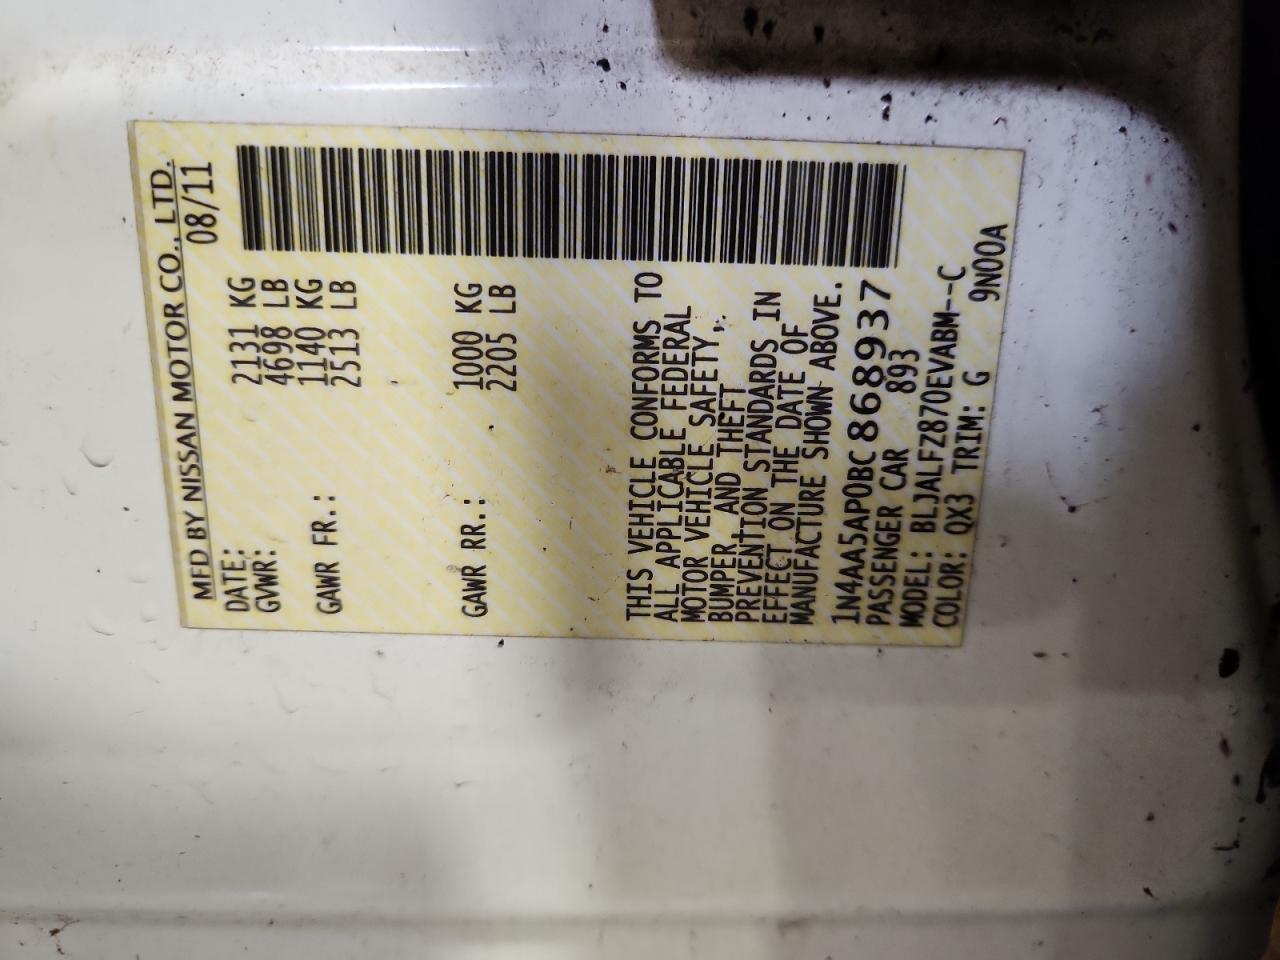 MFD BY NISSAN MOTOR CO., LTD.
DATE: 08/11
GVWR: 2131 KG
4698 LB
GAWR FR.: 1140 KG
2513 LB
GAWR RR.: 1000 KG
2205 LB
THIS VEHICLE CONFORMS TO
ALL APPLICABLE FEDERAL
MOTOR VEHICLE SAFETY,
BUMPER AND THEFT
PREVENTION STANDARDS IN
EFFECT ON THE DATE OF
MANUFACTURE SHOWN ABOVE.
1N4AA5AP0BC868937
PASSENGER CAR 893
MODEL: BLJALFZ870EVABM--C
COLOR: QX3 TRIM: G 9N00A